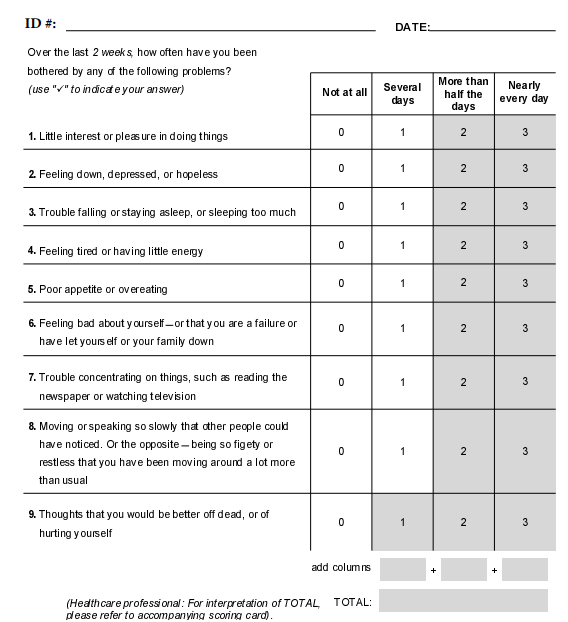 ID #: DATE:
Over the last 2 weeks, how often have you been
bothered by any of the following problems?
(use "✓" to indicate your answer)
Not at all
Several
days
More than
half the
days
Nearly
every day
1. Little interest or pleasure in doing things 0 1 2 3
2. Feeling down, depressed, or hopeless 0 1 2 3
3. Trouble falling or staying asleep, or sleeping too much 0 1 2 3
4. Feeling tired or having little energy 0 1 2 3
5. Poor appetite or overeating 0 1 2 3
6. Feeling bad about yourself—or that you are a failure or
have let yourself or your family down 0 1 2 3
7. Trouble concentrating on things, such as reading the
newspaper or watching television 0 1 2 3
8. Moving or speaking so slowly that other people could
have noticed. Or the opposite—being so figety or
restless that you have been moving around a lot more
than usual 0 1 2 3
9. Thoughts that you would be better off dead, or of
hurting yourself 0 1 2 3
add columns + +
(Healthcare professional: For interpretation of TOTAL, TOTAL:
please refer to accompanying scoring card).